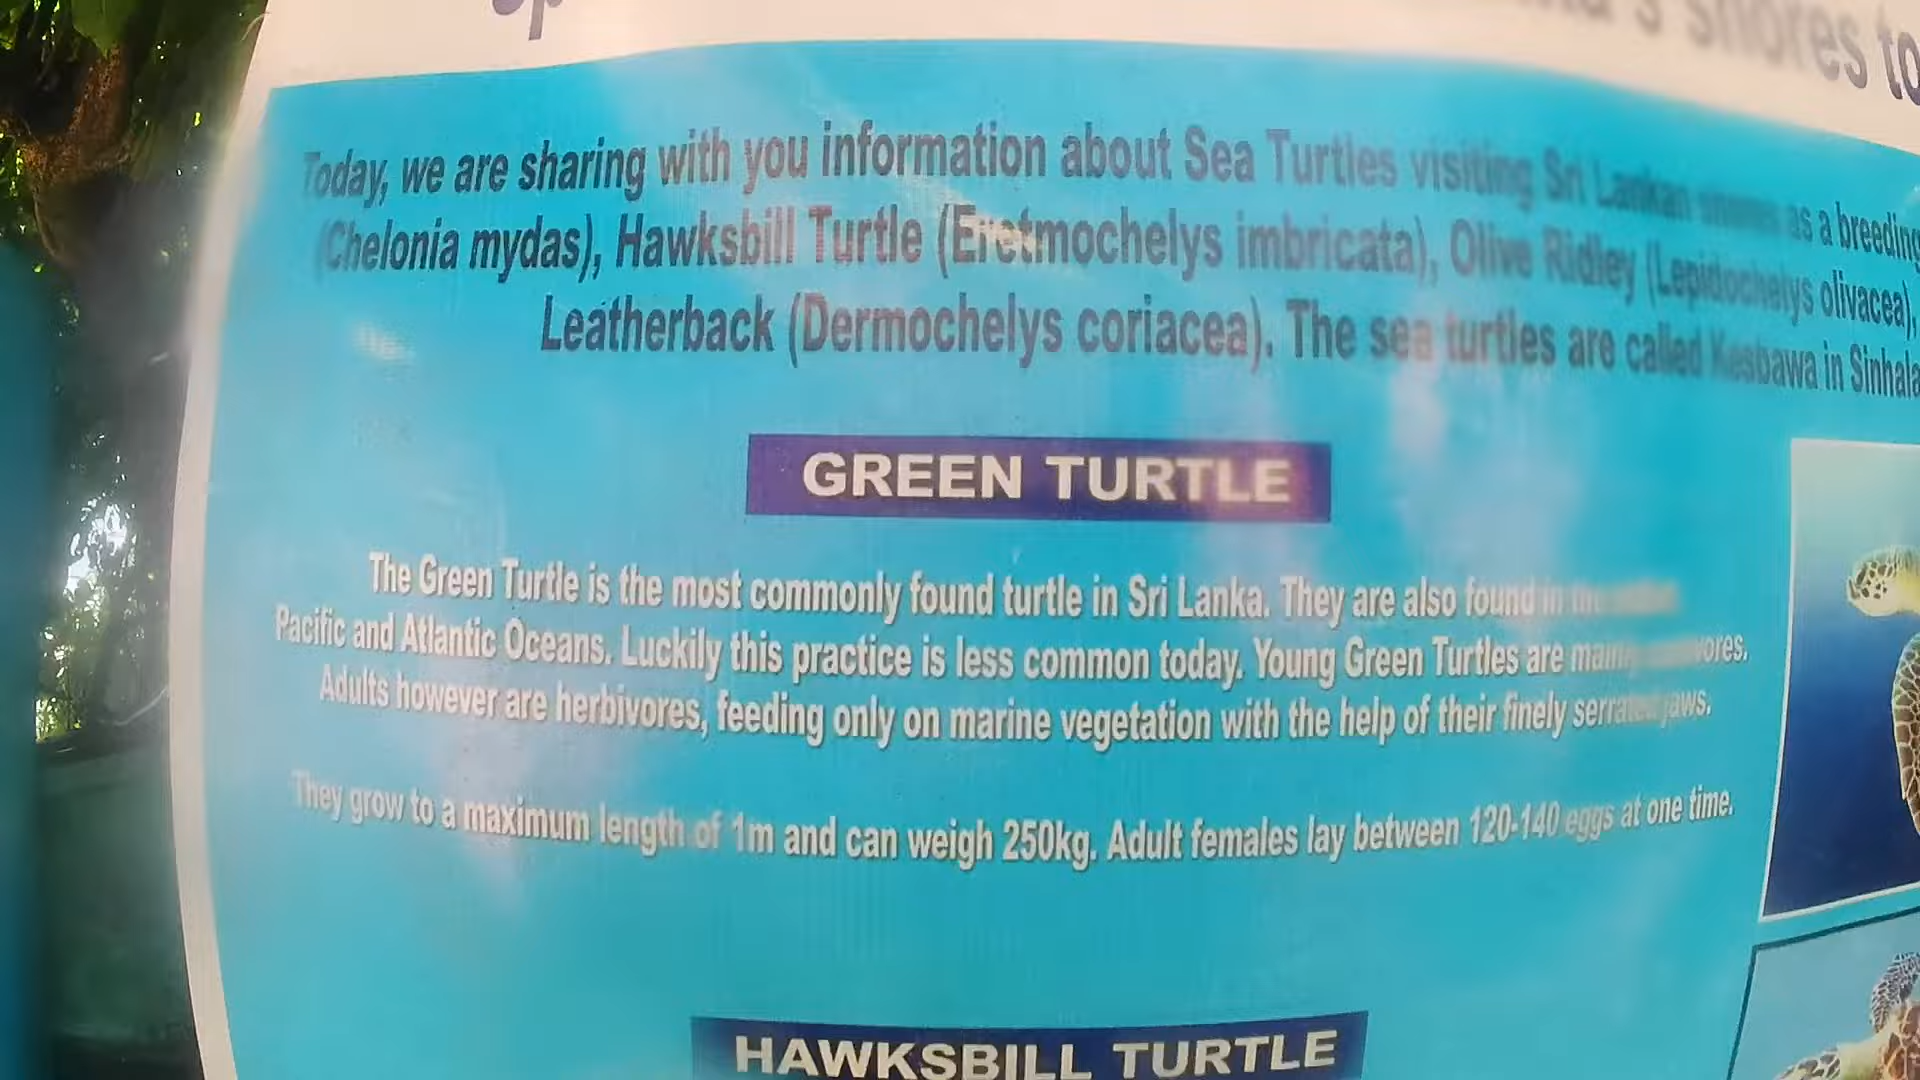 shores to
Today, we are sharing with you information about Sea Turtles visiting Sri Lankan as a breeding
(Chelonia mydas), Hawksbill Turtle (Eretmochelys imbricata), Olive Ridley (Lepidochelys olivacea),
Leatherback (Dermochelys coriacea). The sea turtles are called Kesbawa in Sinhala
GREEN TURTLE
The Green Turtle is the most commonly found turtle in Sri Lanka. They are also found in
Pacific and Atlantic Oceans. Luckily this practice is less common today. Young Green Turtles are
Adults however are herbivores, feeding only on marine vegetation with the help of their finely serrated jaws.
They grow to a maximum length of 1m and can weigh 250kg. Adult females lay between 120-140 eggs at one time.
HAWKSBILL TURTLE